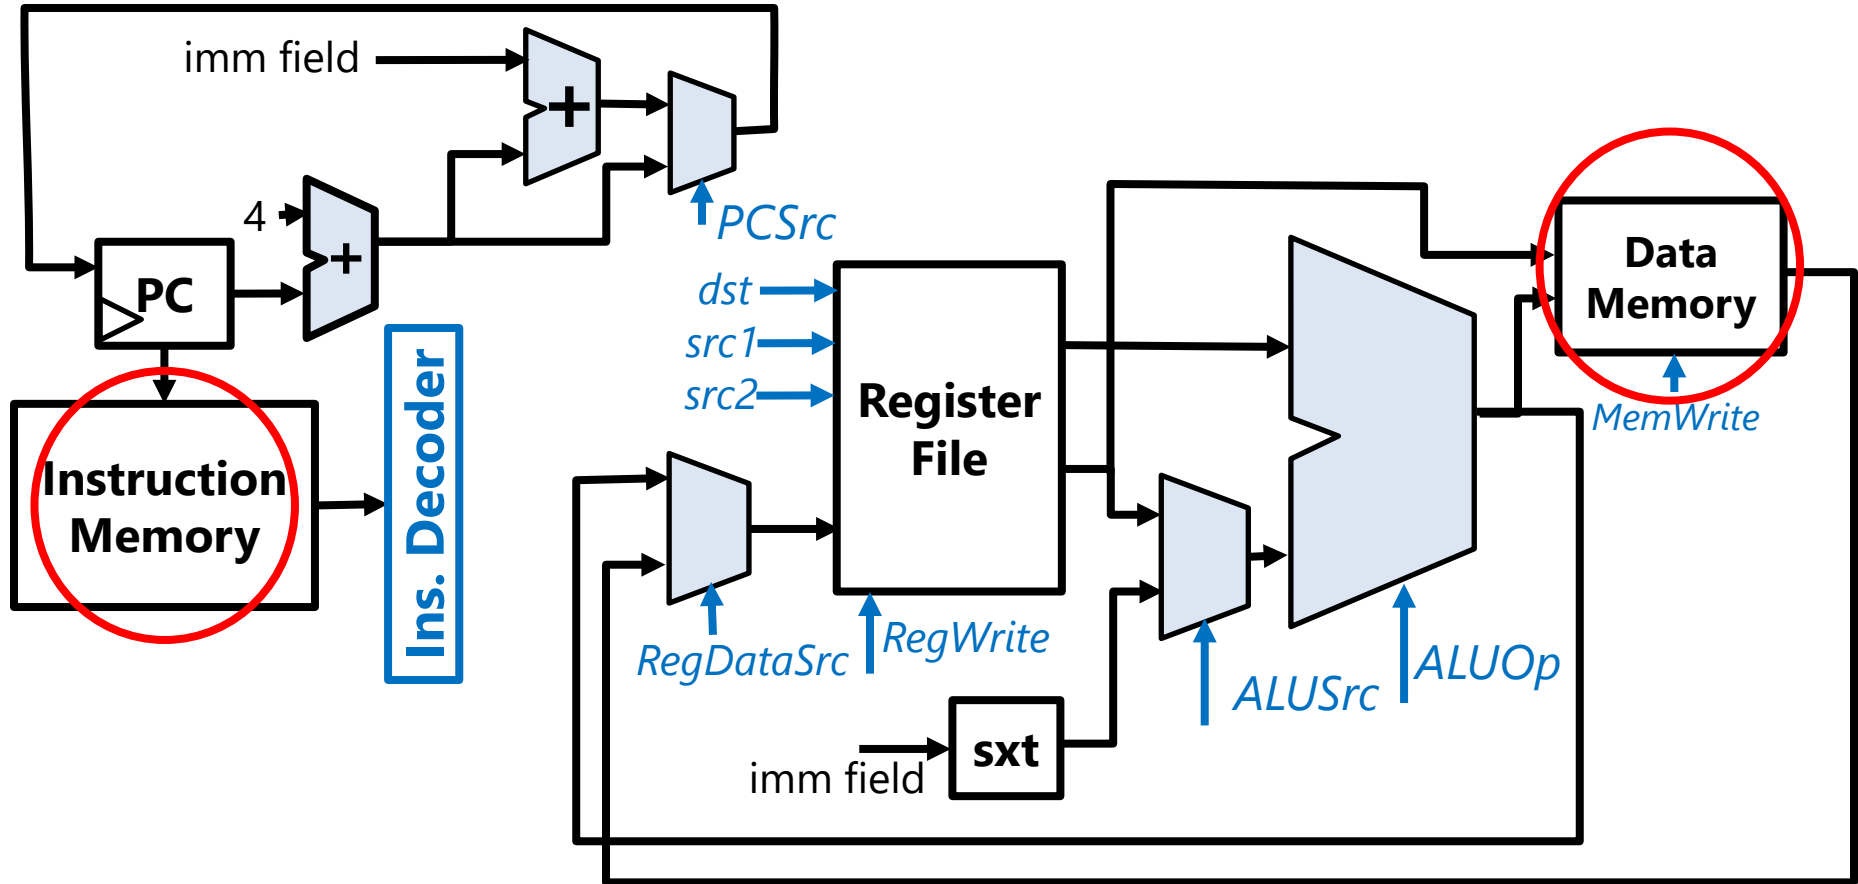 imm field
+
PCSrc
4
+
PC
dst
src1
src2
Register
File
Data
Memory
MemWrite
Instruction
Memory
Ins. Decoder
RegDataSrc
RegWrite
ALUSrc
ALUOp
sxt
imm field